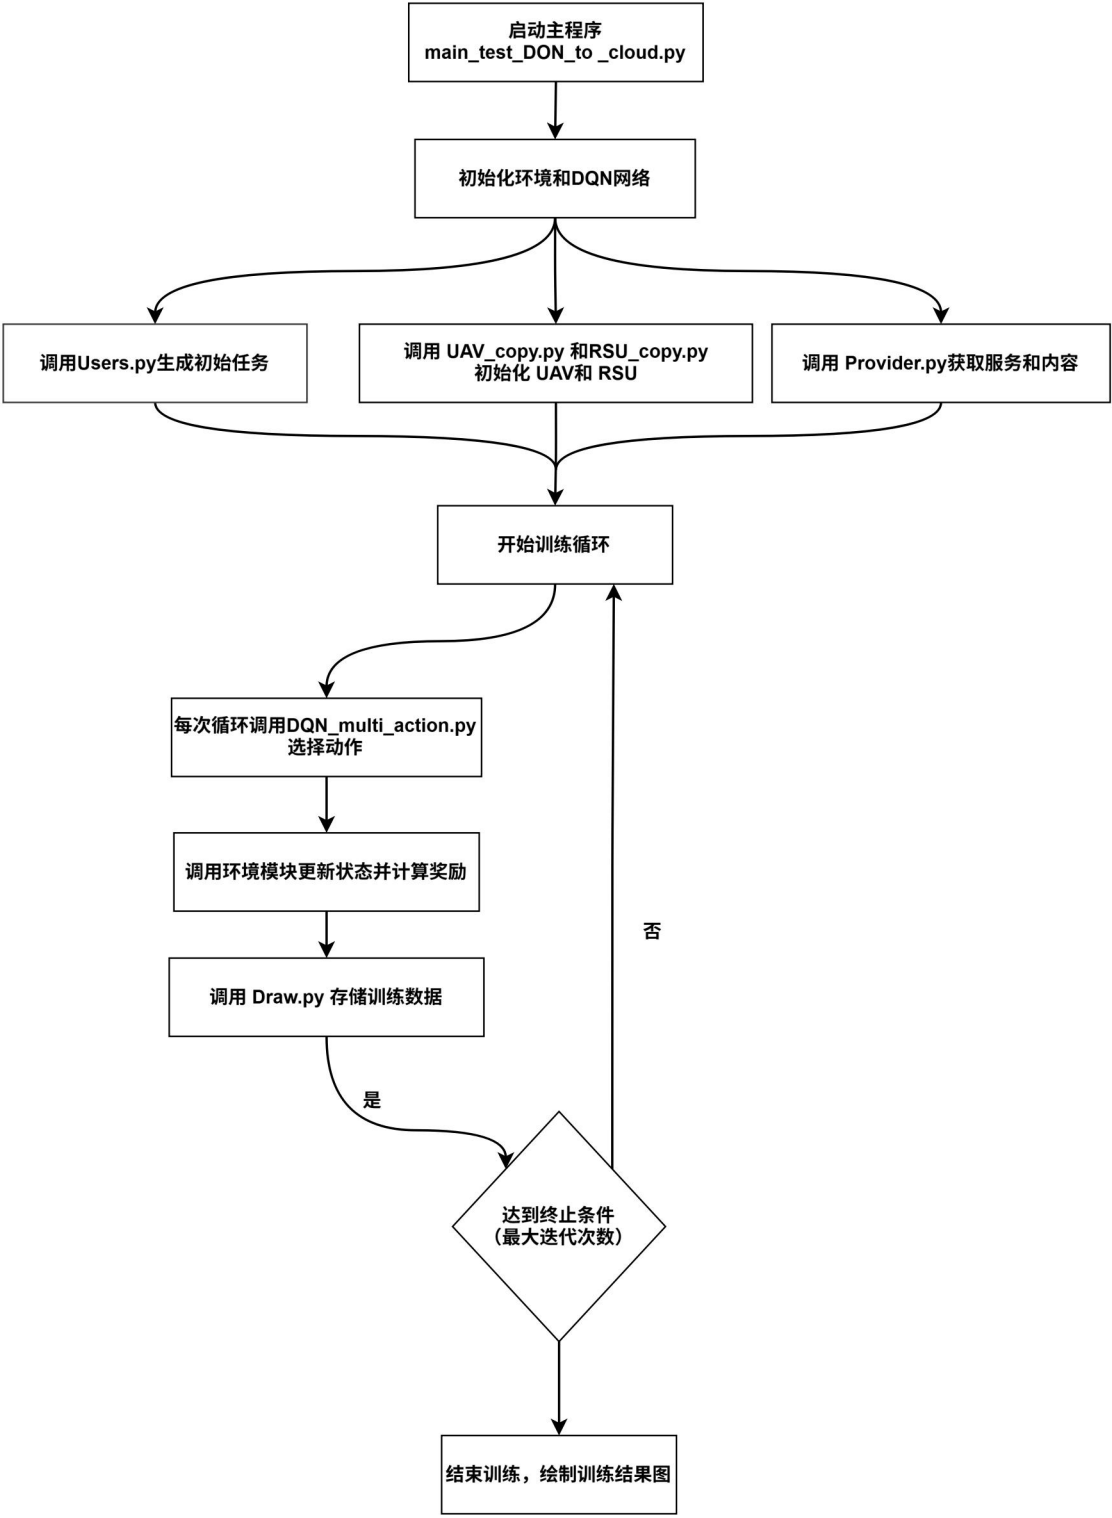 启动主程序
main_test_DON_to _cloud.py
初始化环境和DQN网络
调用Users.py生成初始任务
调用 UAV_copy.py 和RSU_copy.py
初始化 UAV和 RSU
调用 Provider.py获取服务和内容
开始训练循环
每次循环调用DQN_multi_action.py
选择动作
调用环境模块更新状态并计算奖励
否
调用 Draw.py 存储训练数据
是
达到终止条件
（最大迭代次数）
结束训练，绘制训练结果图